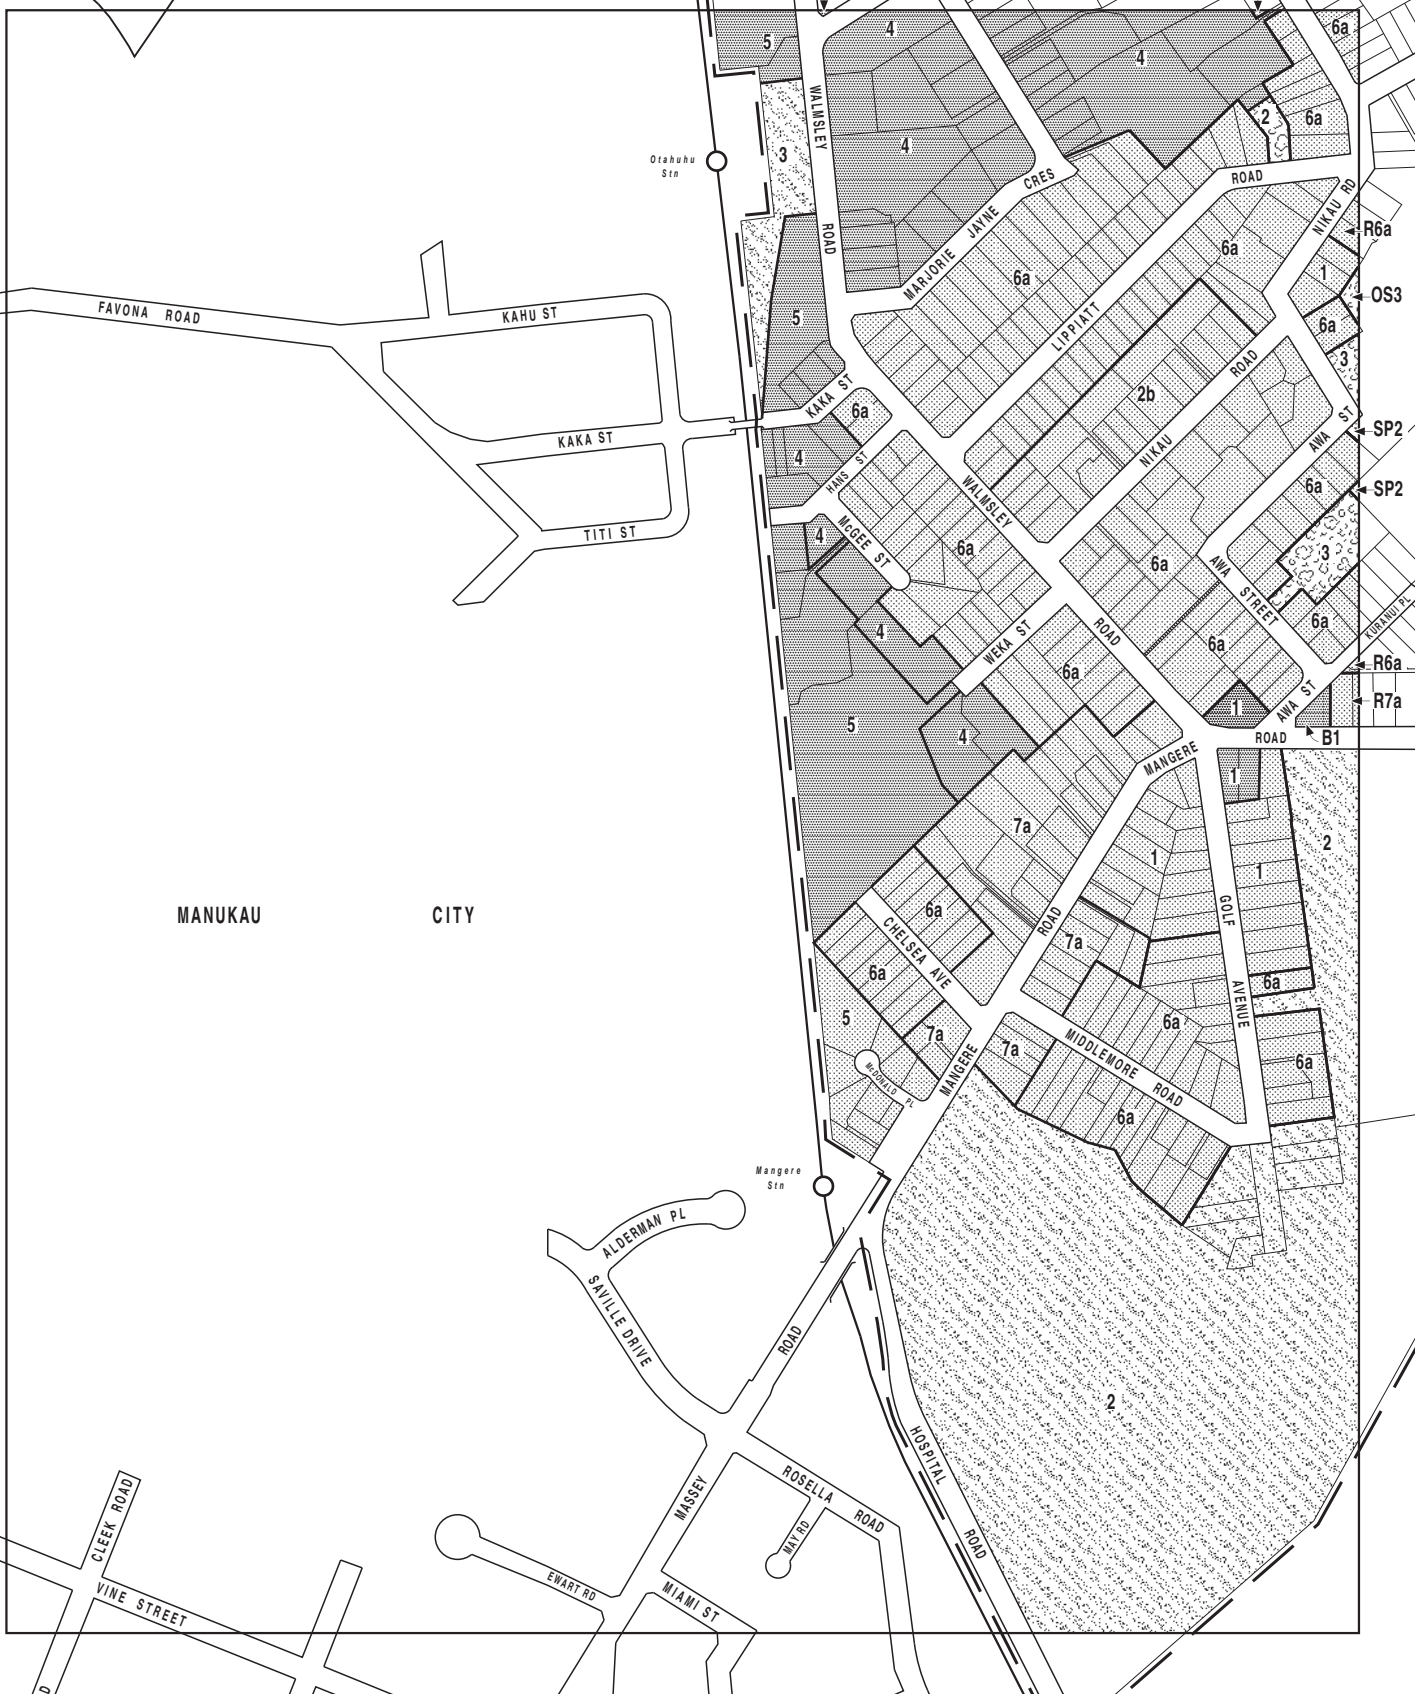 5
4
6a
4
WALMSLEY
2
6a
4
Otahuhu
Stn
3
CRES
ROAD
NIKAU RD
ROAD
JAYNE
MARJORIE
6a
R6a
6a
1
OS3
FAVONA ROAD
KAHU ST
5
LIPPIATT
6a
ROAD
3
KAKA ST
6a
2b
AWA ST
SP2
KAKA ST
4
HANS ST
NIKAU
WALMSLEY
6a
SP2
TITI ST
4
McGEE ST
6a
6a
AWA STREET
3
4
WEKA ST
ROAD
6a
6a
KURANUI PL
6a
R6a
AWA ST
R7a
1
5
4
ROAD
B1
MANGERE
1
7a
1
2
1
MANUKAU CITY
6a
CHELSEA AVE
ROAD
GOLF
7a
6a
6a
AVENUE
5
7a
6a
7a
MIDDLEMORE ROAD
6a
McDONALD PL
MANGERE
6a
Mangere
Stn
ALDERMAN PL
SAVILLE DRIVE
ROAD
2
HOSPITAL
ROAD
MASSEY
ROSELLA ROAD
MAY RD
CLEEK ROAD
VINE STREET
EWART RD
MIAMI ST
D